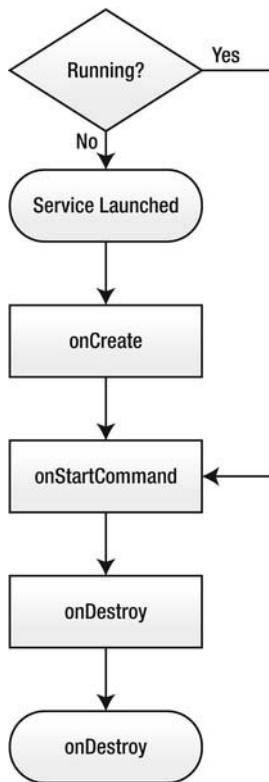 Running?
Yes
No
Service Launched
onCreate
onStartCommand
onDestroy
onDestroy